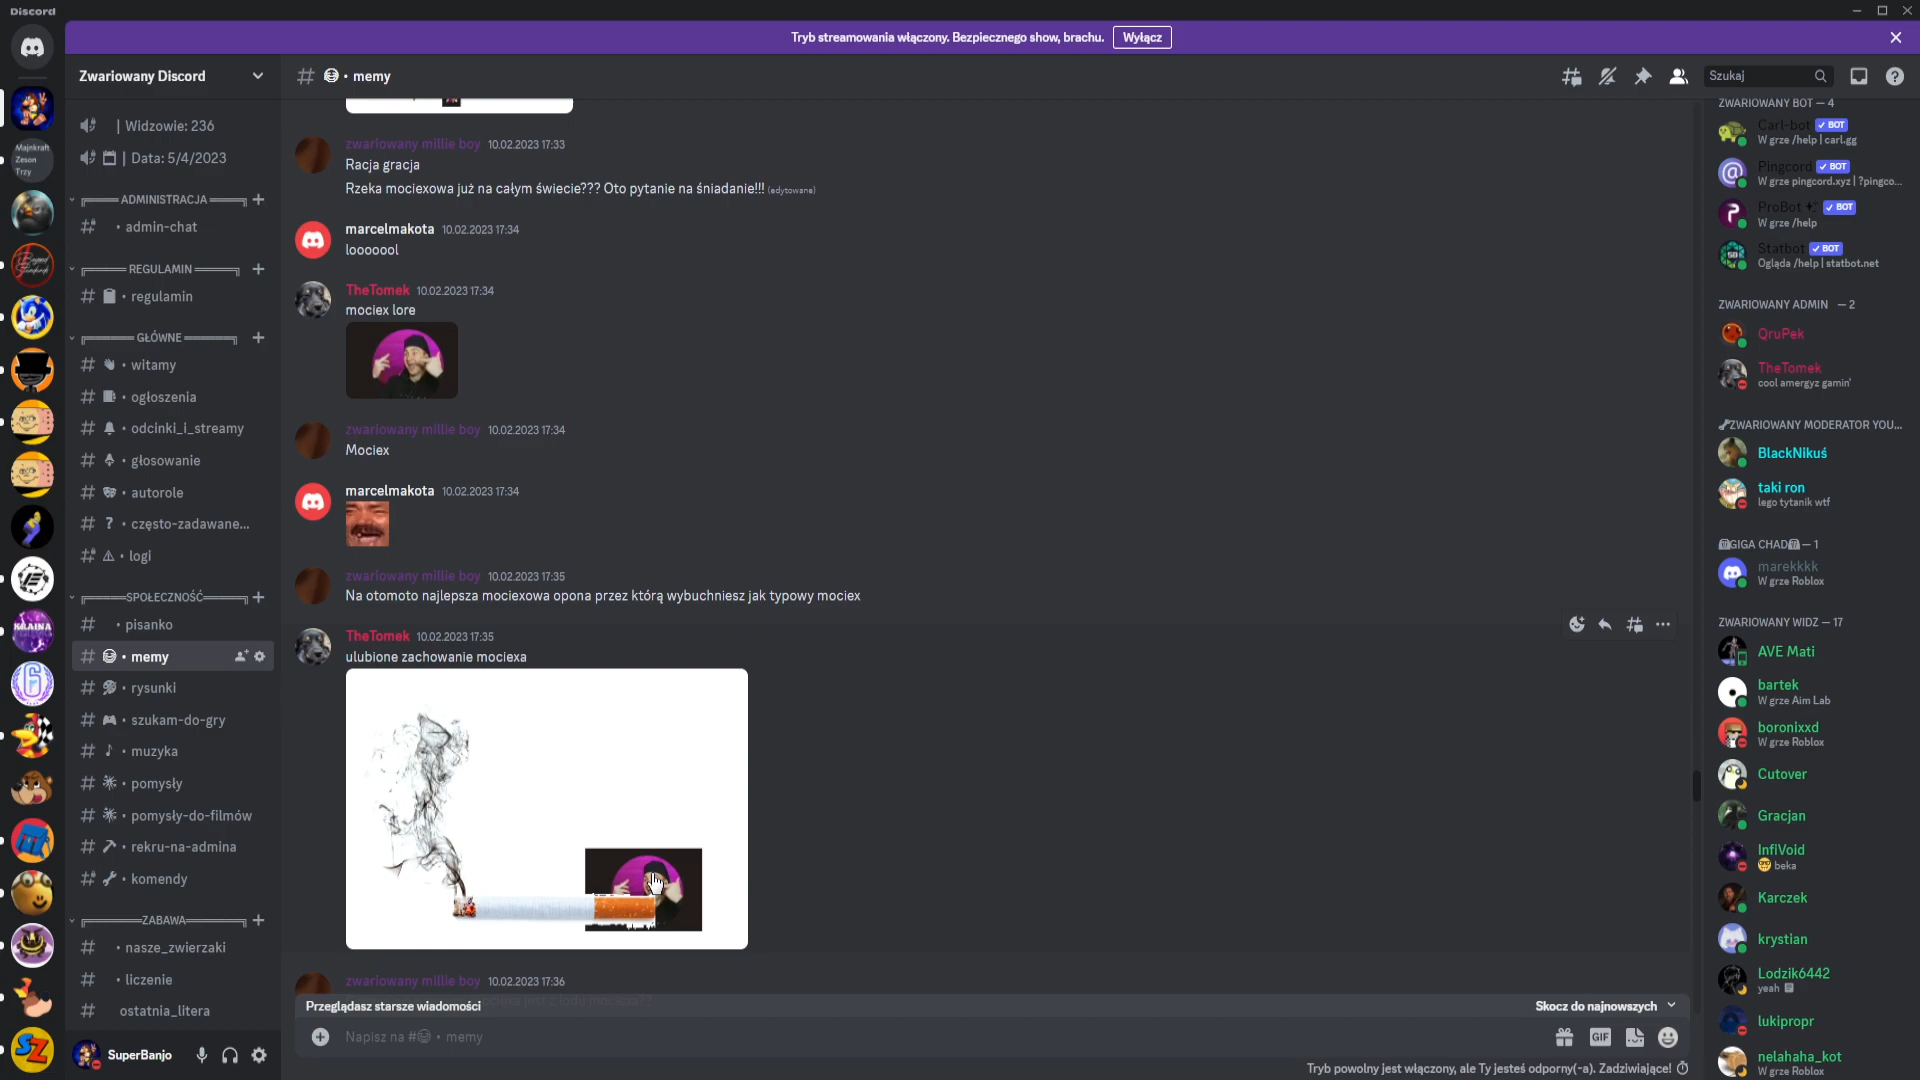 Discord
Tryb streamowania włączony. Bezpiecznego show, brachu.
Wyłącz
Zwariowany Discord
• memy
Szukaj
| Widzowie: 236
| Data: 5/4/2023
ADMINISTRACJA
• admin-chat
REGULAMIN
• regulamin
GŁÓWNE
• witamy
• ogłoszenia
• odcinki_i_streamy
• głosowanie
• autorole
• często-zadawane...
• logi
SPOŁECZNOŚĆ
• pisanko
• memy
• rysunki
• szukam-do-gry
• muzyka
• pomysły
• pomysły-do-filmów
• rekru-na-admina
• komendy
ZABAWA
• nasze_zwierzaki
• liczenie
ostatnia_litera
SuperBanjo
Majnkraft
Zeson
Trzy
KRAINA
zwariowany millie boy 10.02.2023 17:33
Racja gracja
Rzeka mociexowa już na całym świecie??? Oto pytanie na śniadanie!!! (edytowane)
marcelmakota 10.02.2023 17:34
looooool
TheTomek 10.02.2023 17:34
mociex lore
zwariowany millie boy 10.02.2023 17:34
Mociex
marcelmakota 10.02.2023 17:34
zwariowany millie boy 10.02.2023 17:35
Na otomoto najlepsza mociexowa opona przez którą wybuchniesz jak typowy mociex
TheTomek 10.02.2023 17:35
ulubione zachowanie mociexa
zwariowany millie boy 10.02.2023 17:36
Przeglądasz starsze wiadomości
Skocz do najnowszych
Napisz na # • memy
GIF
Tryb powolny jest włączony, ale Ty jesteś odporny(-a). Zadziwiające!
ZWARIOWANY BOT — 4
Carl-bot ✓ BOT
W grze /help | carl.gg
Pingcord ✓ BOT
W grze pingcord.xyz | ?pingco...
ProBot ✓ BOT
W grze /help
Statbot ✓ BOT
Ogląda /help | statbot.net
ZWARIOWANY ADMIN — 2
QruPek
TheTomek
cool amergyz gamin'
ZWARIOWANY MODERATOR YOU...
BlackNikuś
taki ron
lego tytanik wtf
GIGA CHAD — 1
marekkkk
W grze Roblox
ZWARIOWANY WIDZ — 17
AVE Mati
bartek
W grze Aim Lab
boronixxd
W grze Roblox
Cutover
Gracjan
InflVoid
beka
Karczek
krystian
Lodzik6442
yeah
lukipropr
nelahaha_kot
W grze Roblox